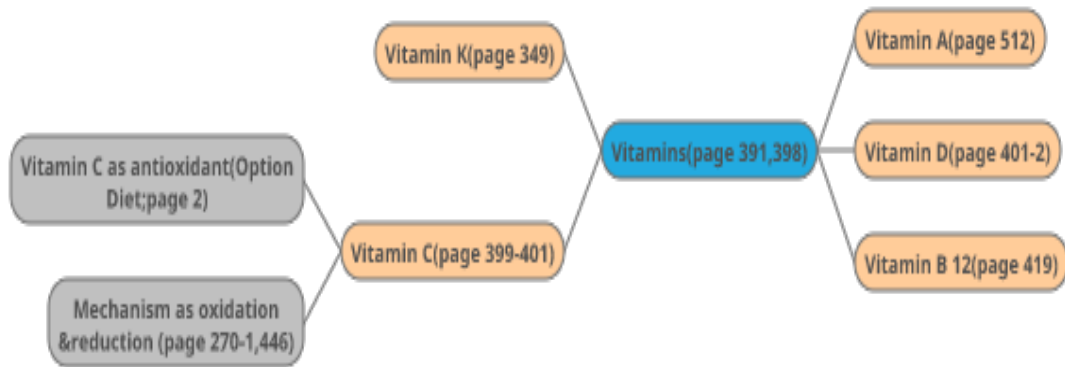 Vitamin K(page 349)
Vitamin A(page 512)
Vitamins(page 391,398)
Vitamin D(page 401-2)
Vitamin C as antioxidant(Option
Diet;page 2)
Vitamin C(page 399-401)
Vitamin B 12(page 419)
Mechanism as oxidation
&reduction (page 270-1,446)